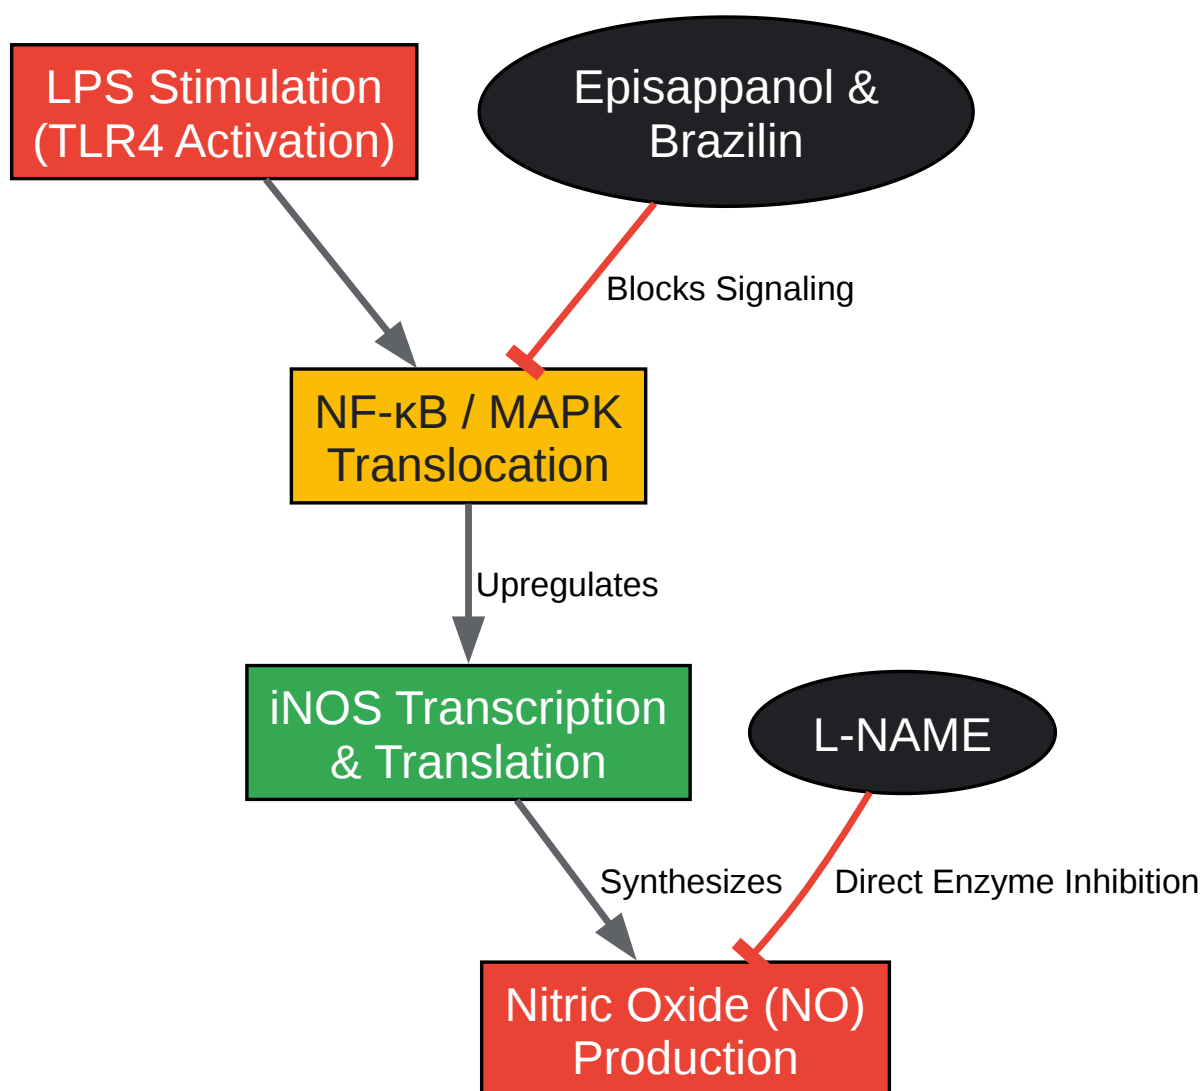 LPS Stimulation
(TLR4 Activation)
Episappanol &
Brazilin
Blocks Signaling
NF-κB / MAPK
Translocation
Upregulates
iNOS Transcription
& Translation
L-NAME
Synthesizes
Direct Enzyme Inhibition
Nitric Oxide (NO)
Production